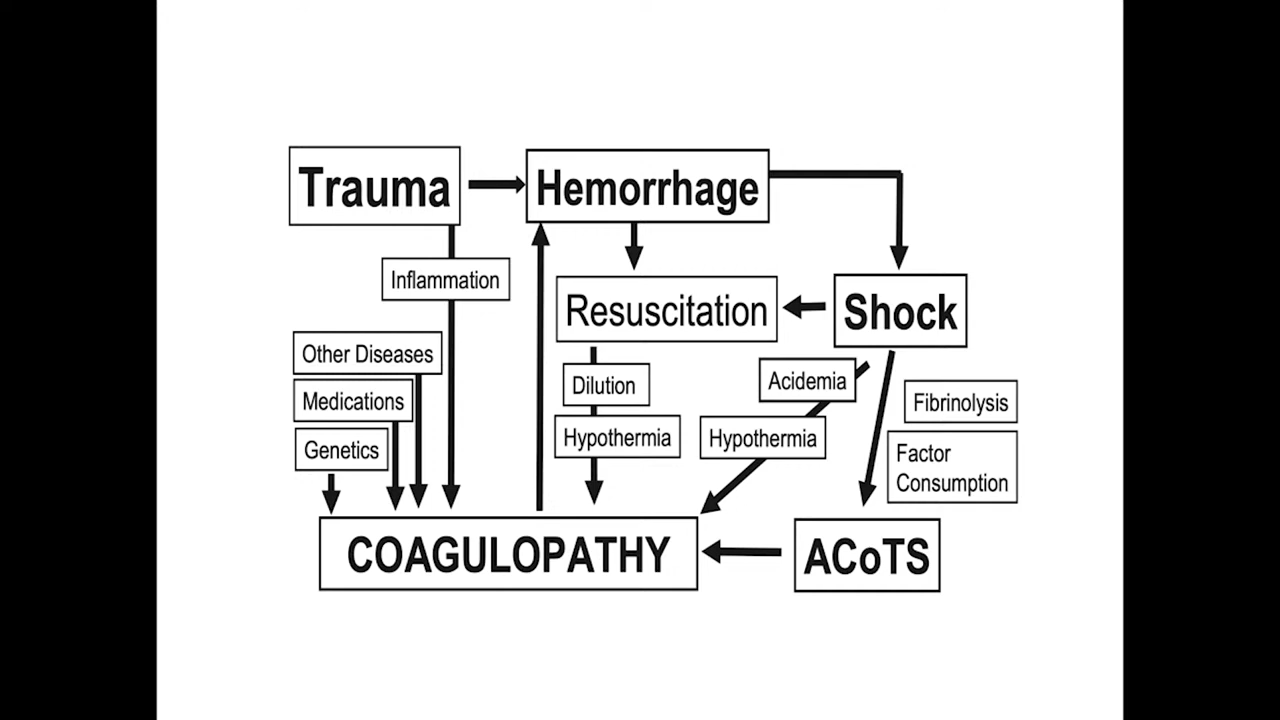 Trauma
Hemorrhage
Inflammation
Resuscitation
Shock
Other Diseases
Medications
Genetics
Dilution
Hypothermia
Acidemia
Hypothermia
Fibrinolysis
Factor
Consumption
COAGULOPATHY
ACoTS